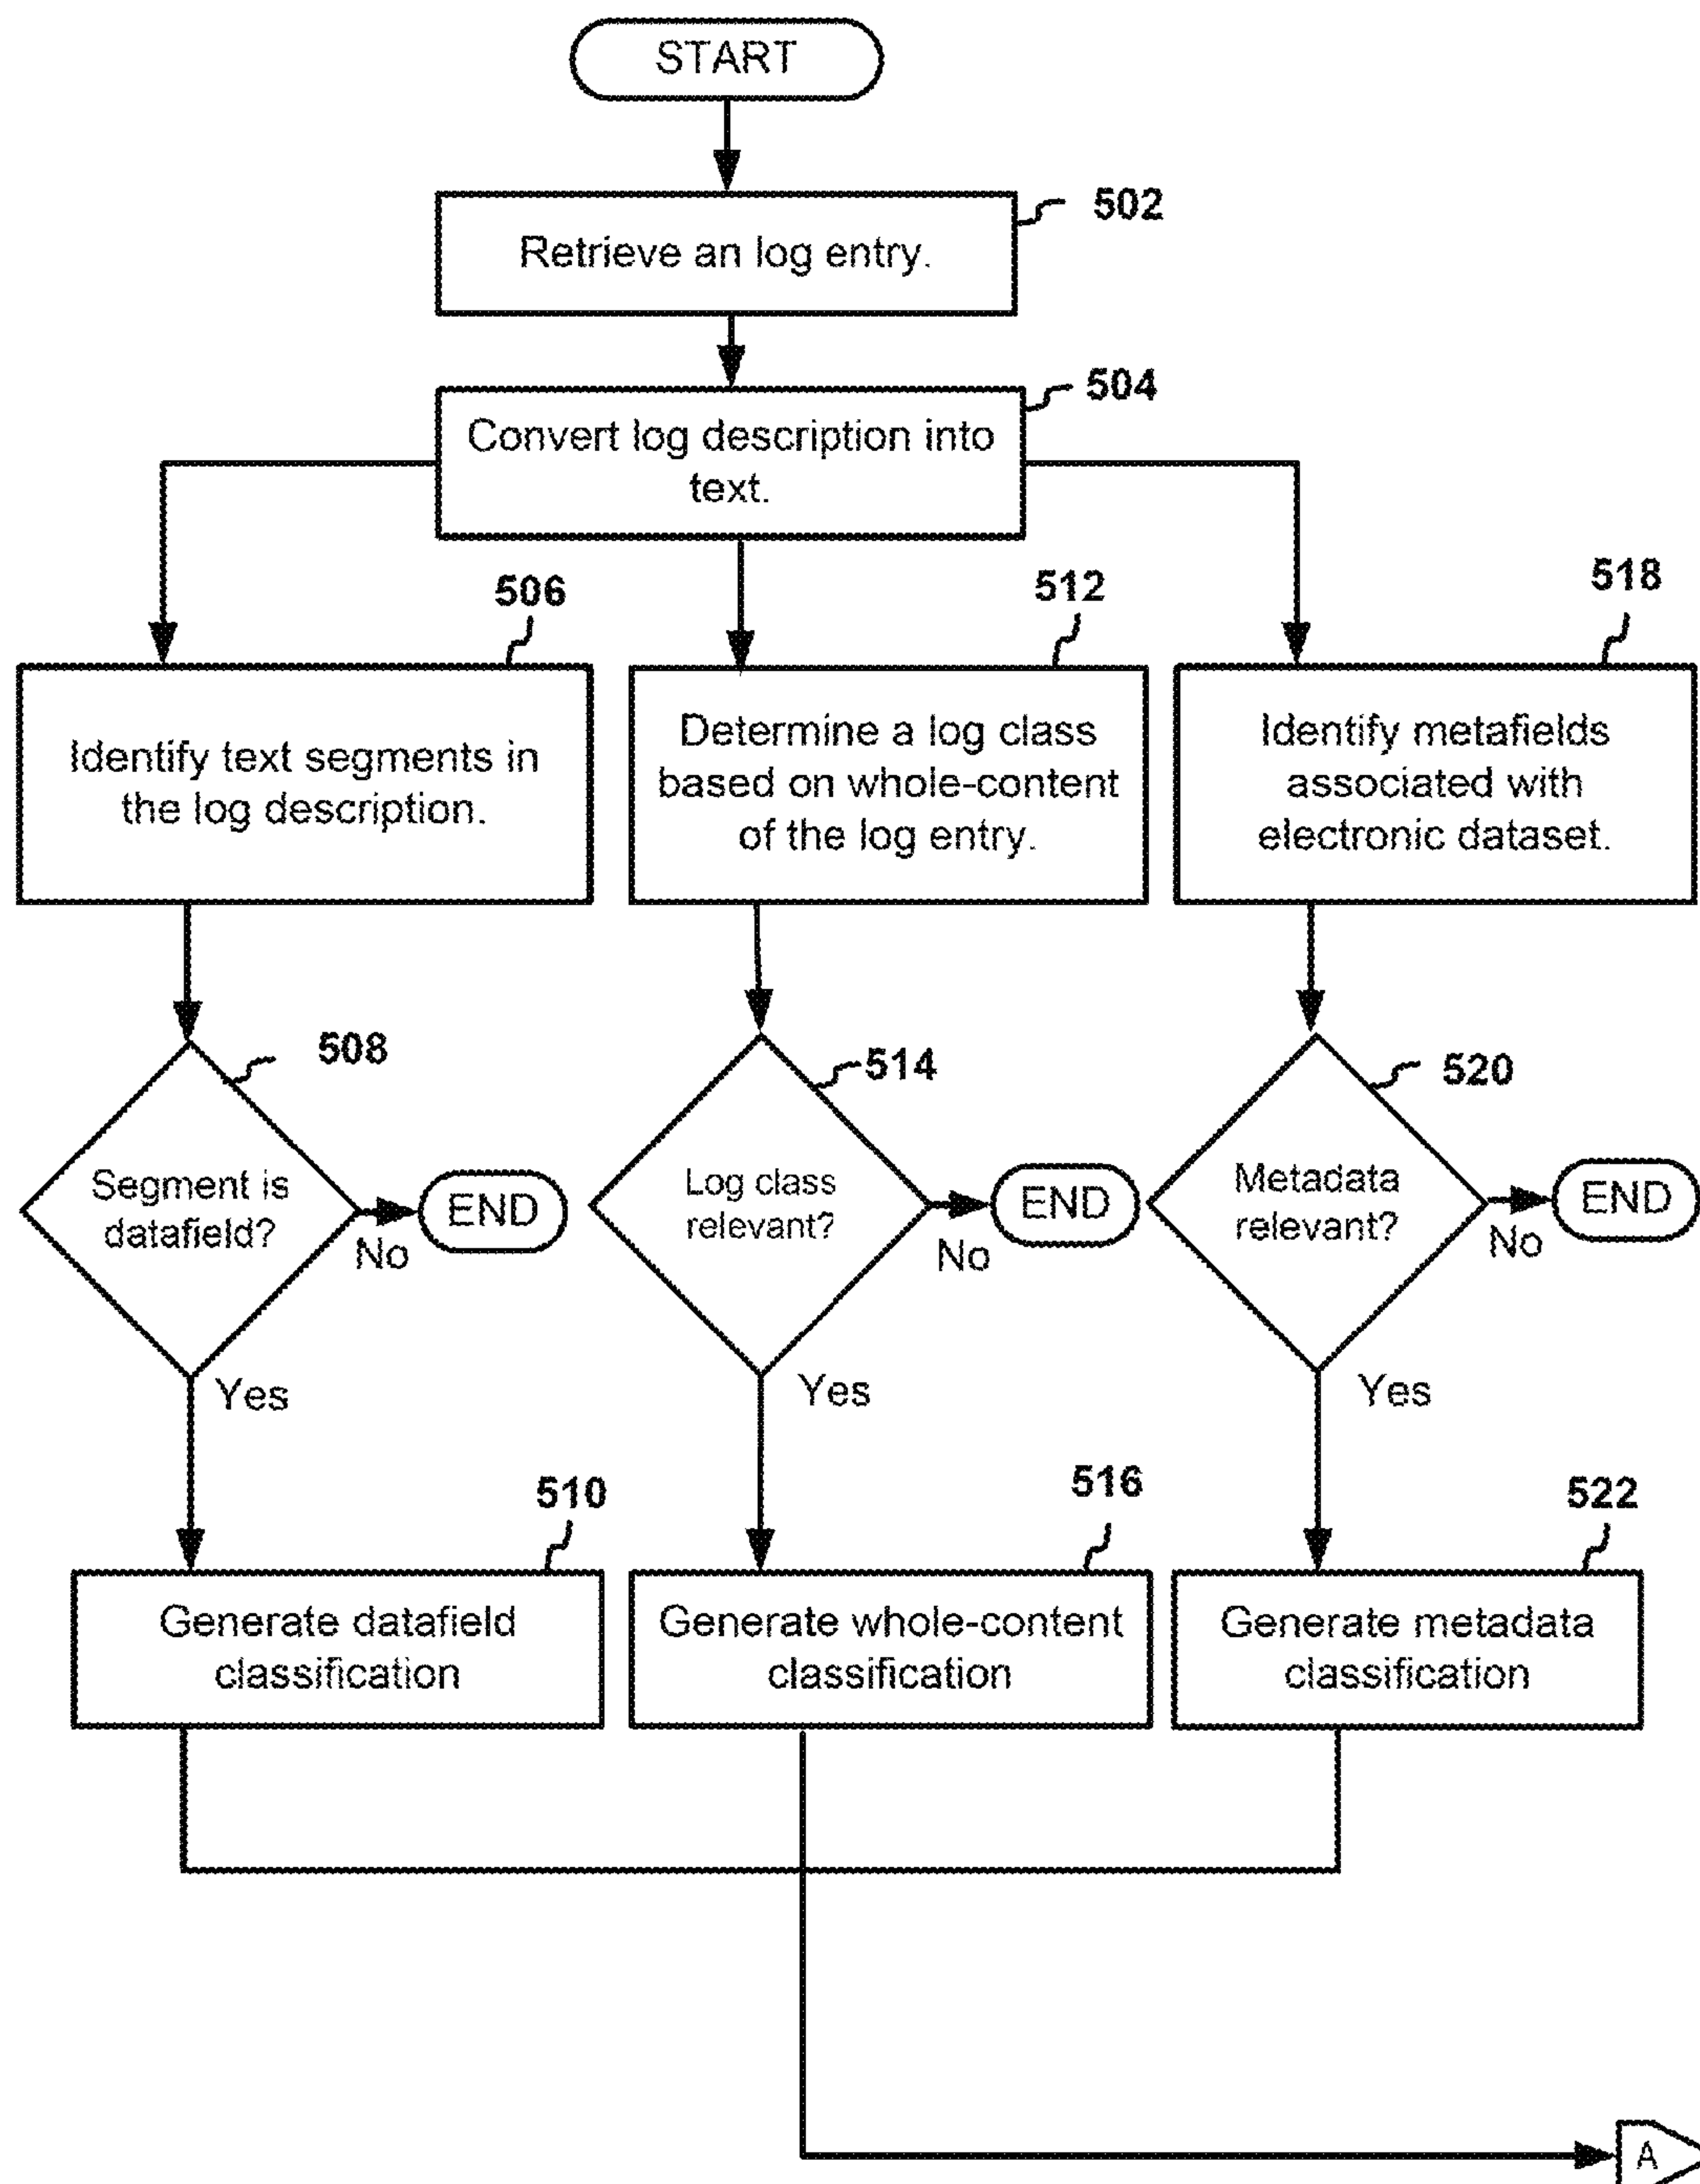 START
502
Retrieve an log entry.
504
Convert log description into
text.
506
512
518
Identify text segments in
the log description.
Determine a log class
based on whole-content
of the log entry.
Identify metafields
associated with
electronic dataset.
508
514
520
Segment is
datafield?
END
No
Log class
relevant?
END
No
Metadata
relevant?
END
No
Yes
Yes
Yes
510
516
522
Generate datafield
classification
Generate whole-content
classification
Generate metadata
classification
A